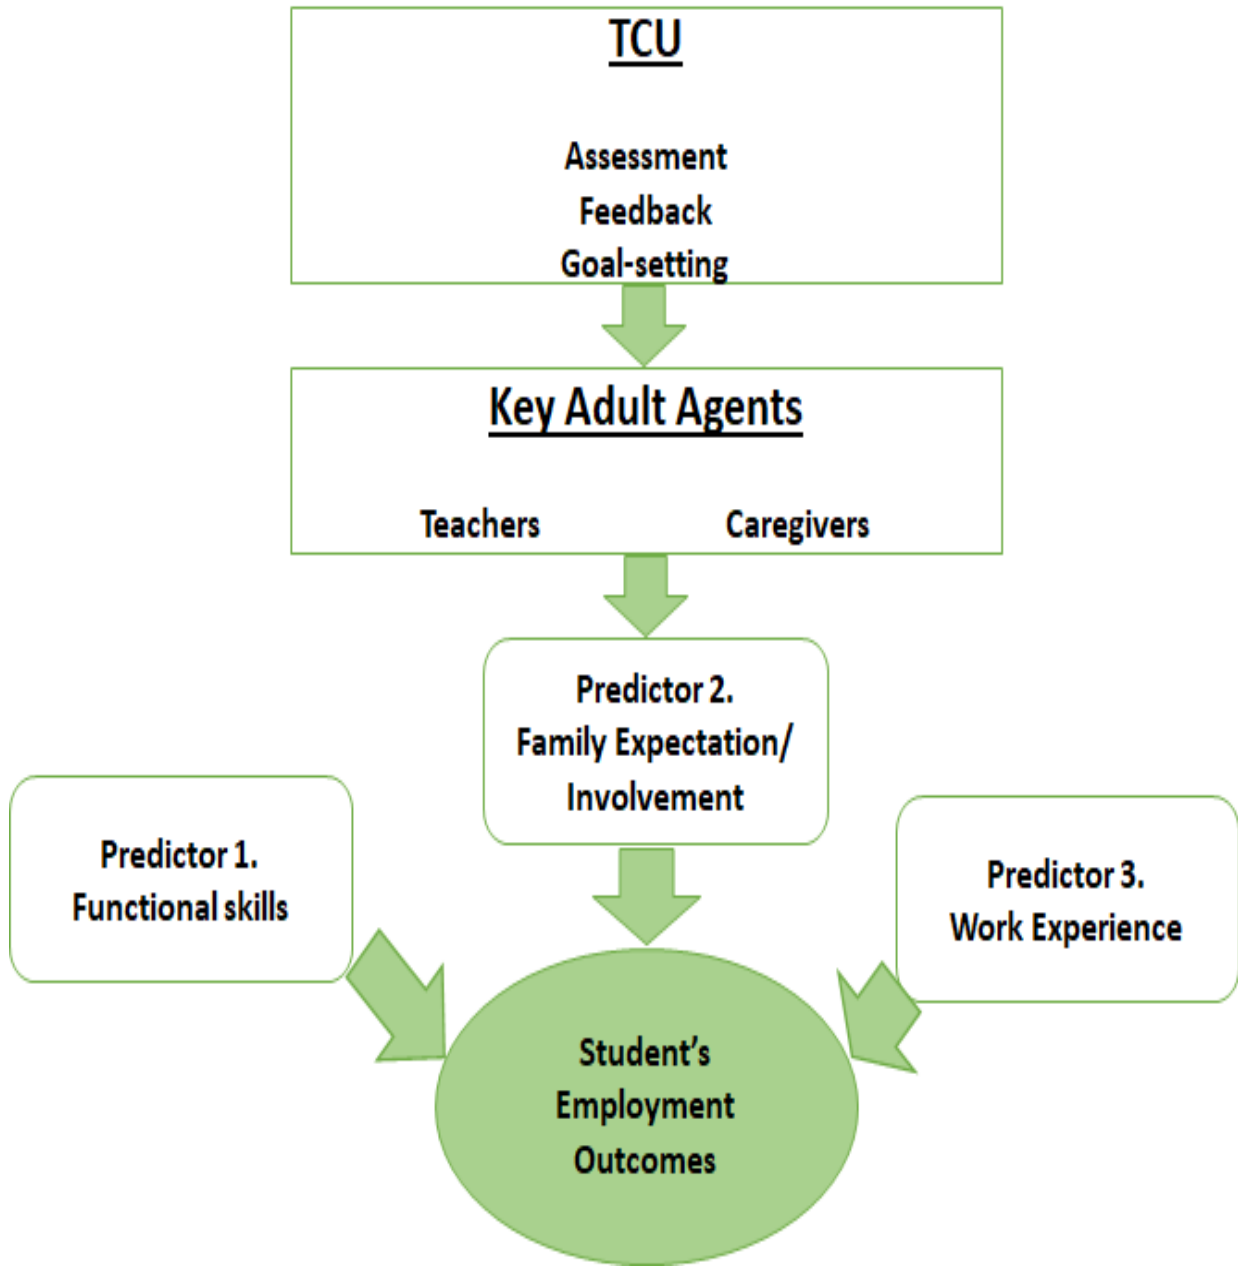 TCU
Assessment
Feedback
Goal-setting
Key Adult Agents
Teachers Caregivers
Predictor 2.
Family Expectation/
Involvement
Predictor 1.
Functional skills
Predictor 3.
Work Experience
Student’s
Employment
Outcomes